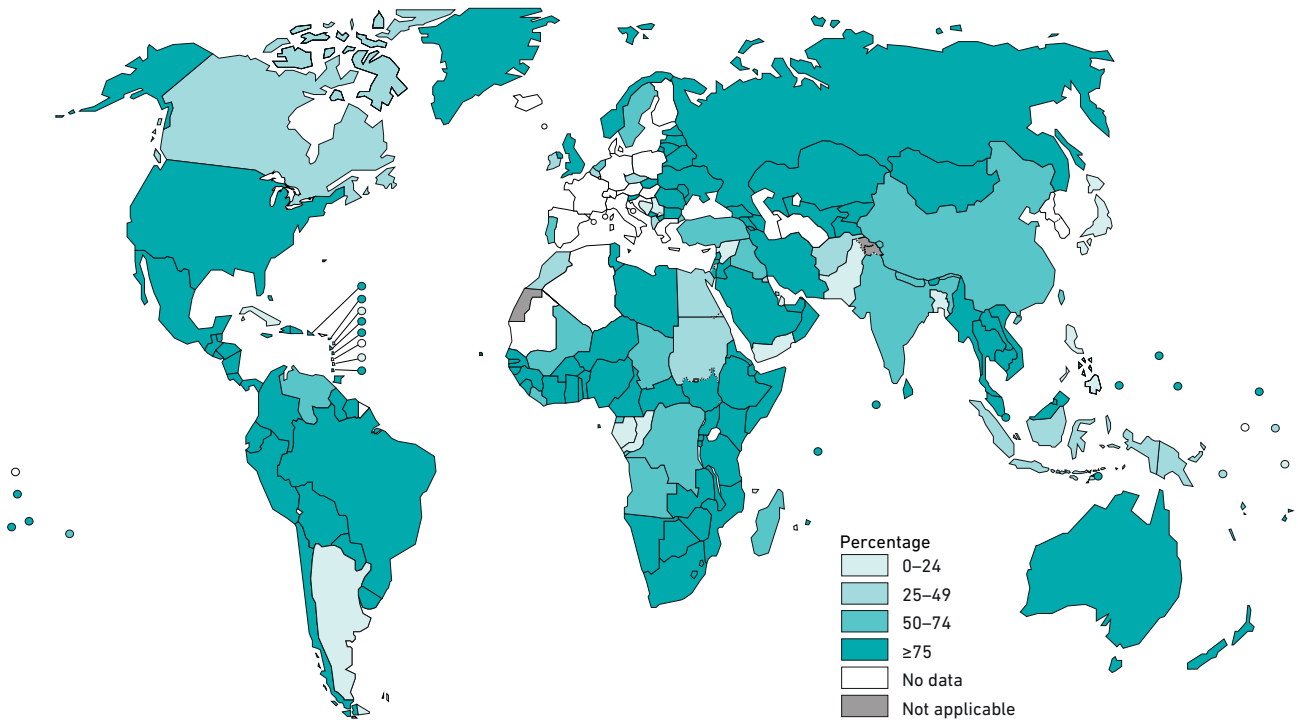 Percentage
0–24
25–49
50–74
≥75
No data
Not applicable